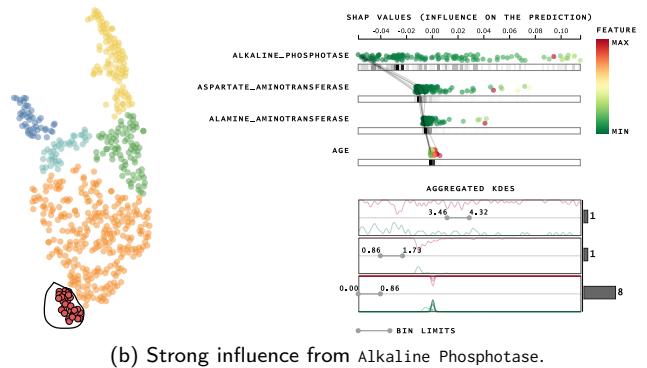 SHAP VALUES (INFLUENCE ON THE PREDICTION)
-0.04 -0.02 0.00 0.02 0.04 0.06 0.08 0.10
FEATURE
MAX
MIN
ALKALINE_PHOSPHOTASE
ASPARTATE_AMINOTRANSFERASE
ALAMINE_AMINOTRANSFERASE
AGE
AGGREGATED KDES
3.46 4.32
1
0.86 1.73
1
0.00 0.86
8
BIN LIMITS
(b) Strong influence from Alkaline Phosphotase.